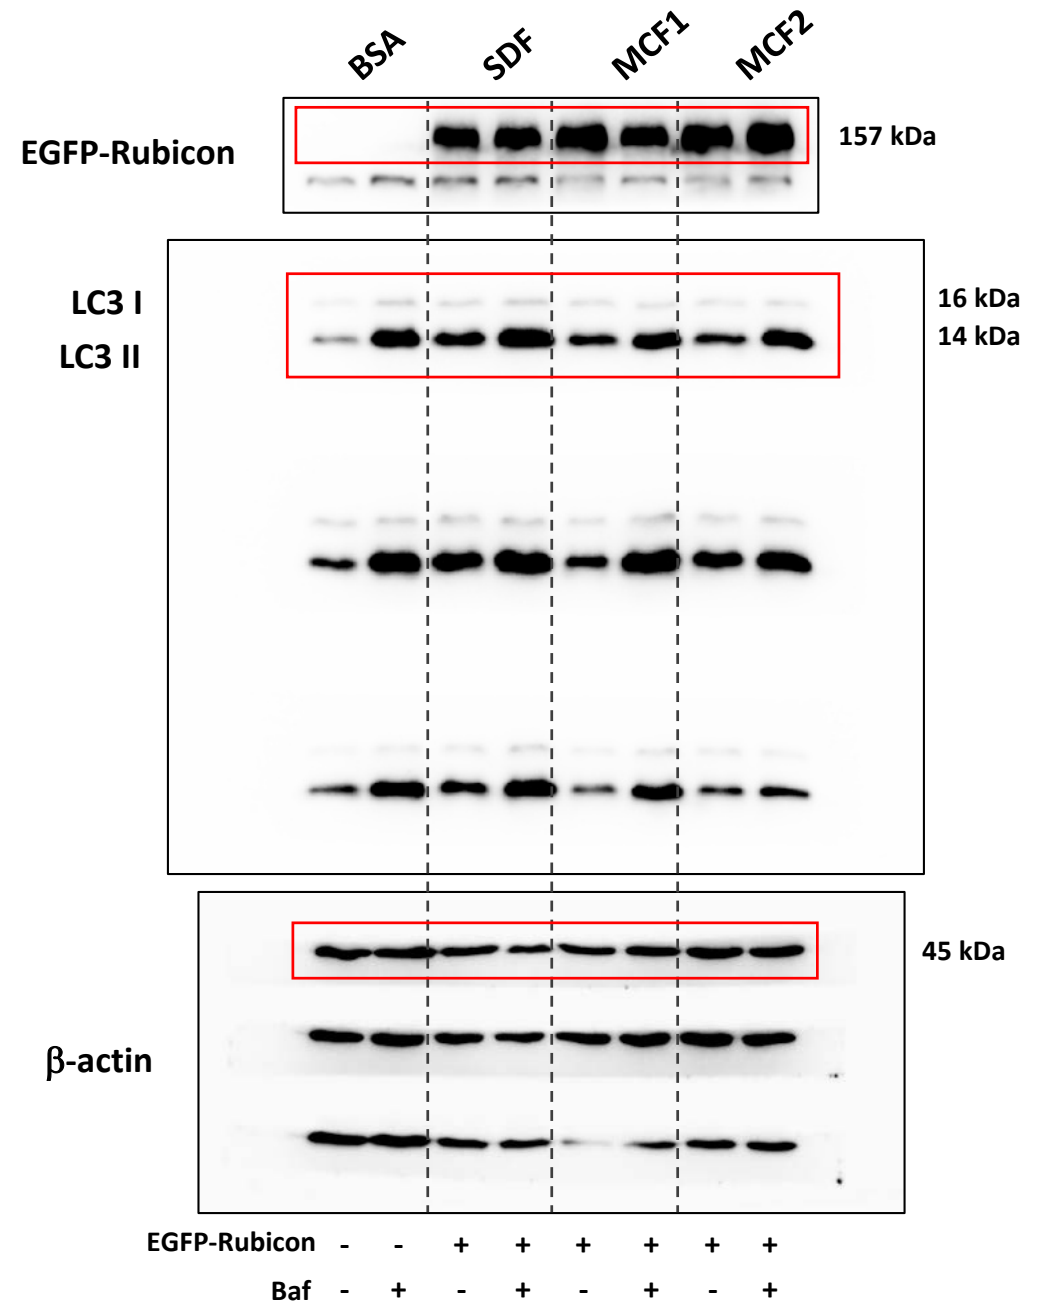 BSA SDF MCF1 MCF2
EGFP-Rubicon 157 kDa
LC3 I 16 kDa
LC3 II 14 kDa
45 kDa
β-actin
EGFP-Rubicon - - + + + + + +
Baf - + - + - + - +